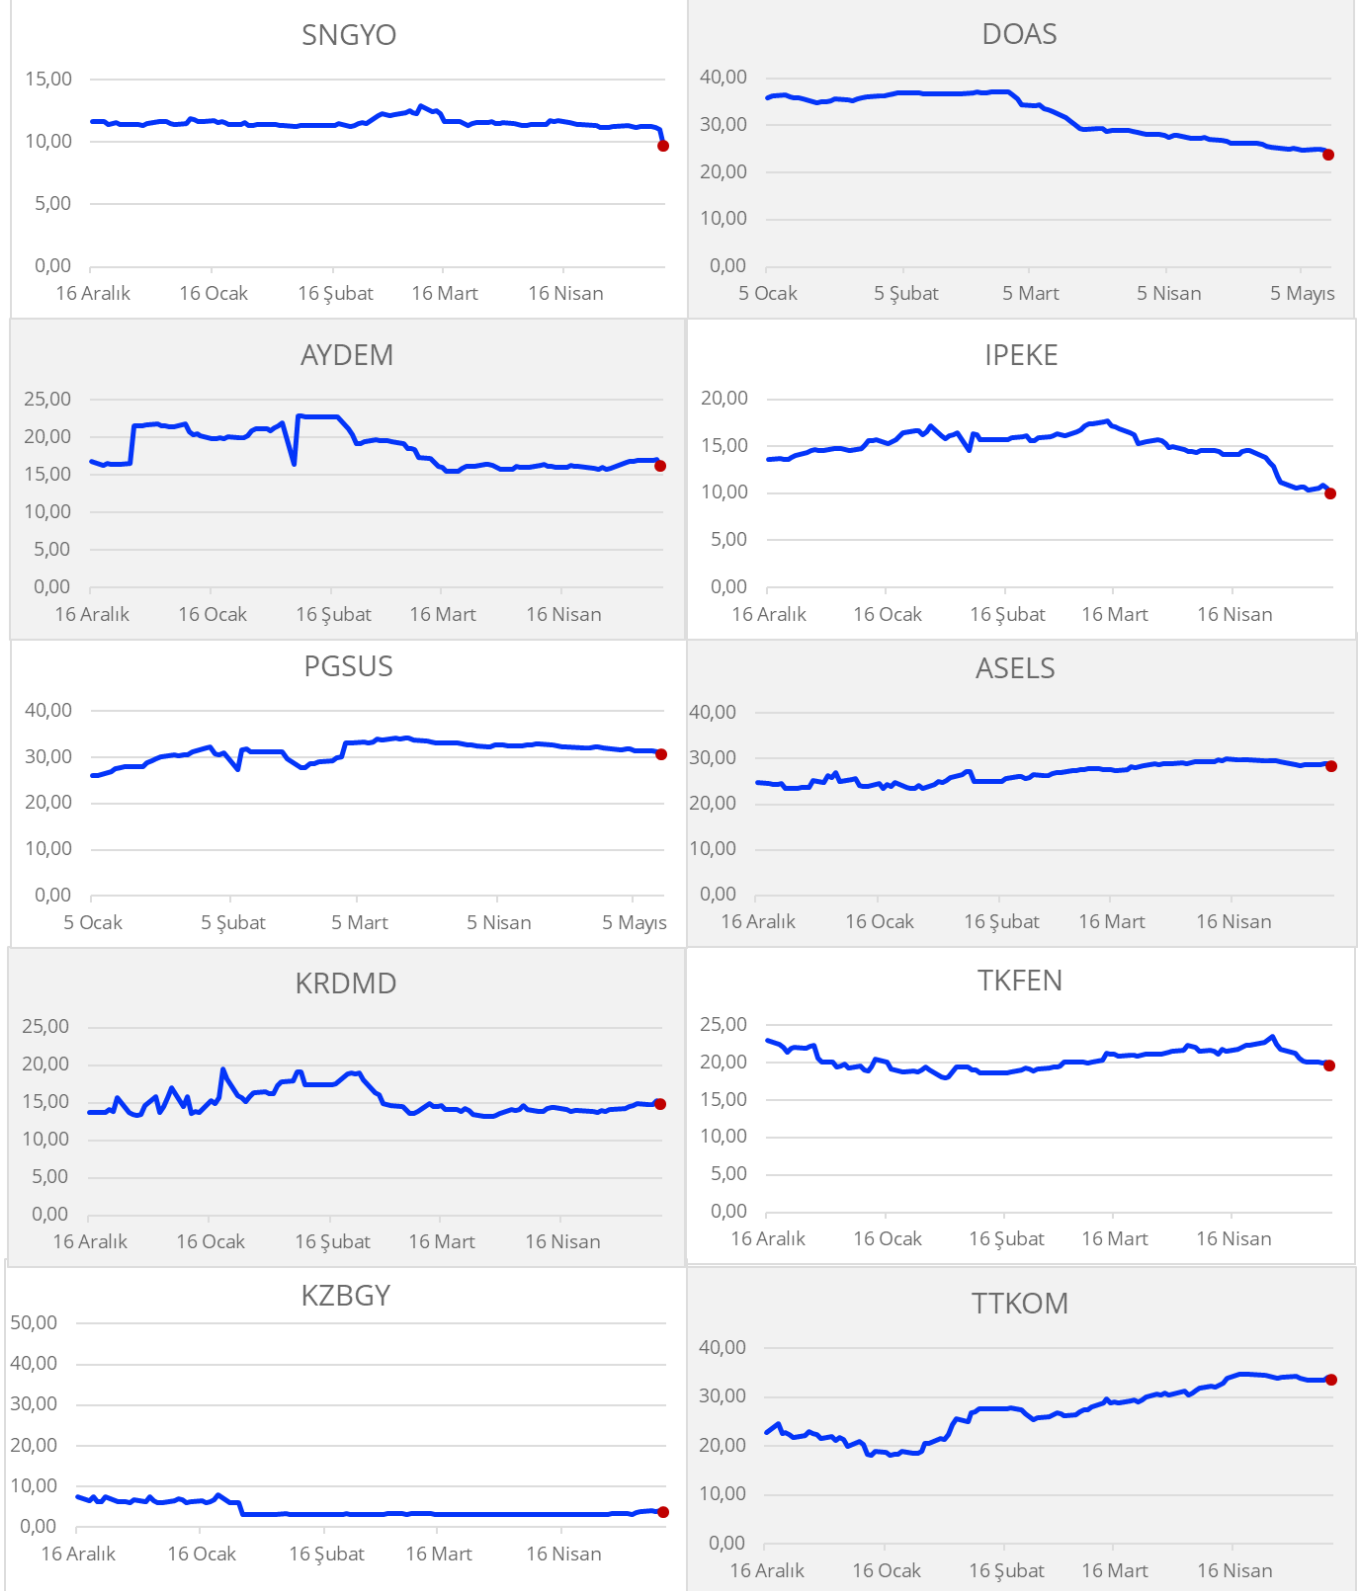 SNGYO
15,00
10,00
5,00
0,00
16 Aralık 16 Ocak 16 Şubat 16 Mart 16 Nisan
DOAS
40,00
30,00
20,00
10,00
0,00
5 Ocak 5 Şubat 5 Mart 5 Nisan 5 Mayıs
AYDEM
25,00
20,00
15,00
10,00
5,00
0,00
16 Aralık 16 Ocak 16 Şubat 16 Mart 16 Nisan
IPEKE
20,00
15,00
10,00
5,00
0,00
16 Aralık 16 Ocak 16 Şubat 16 Mart 16 Nisan
PGSUS
40,00
30,00
20,00
10,00
0,00
5 Ocak 5 Şubat 5 Mart 5 Nisan 5 Mayıs
ASELS
40,00
30,00
20,00
10,00
0,00
16 Aralık 16 Ocak 16 Şubat 16 Mart 16 Nisan
KRDMD
25,00
20,00
15,00
10,00
5,00
0,00
16 Aralık 16 Ocak 16 Şubat 16 Mart 16 Nisan
TKFEN
25,00
20,00
15,00
10,00
5,00
0,00
16 Aralık 16 Ocak 16 Şubat 16 Mart 16 Nisan
KZBGY
50,00
40,00
30,00
20,00
10,00
0,00
16 Aralık 16 Ocak 16 Şubat 16 Mart 16 Nisan
TTKOM
40,00
30,00
20,00
10,00
0,00
16 Aralık 16 Ocak 16 Şubat 16 Mart 16 Nisan